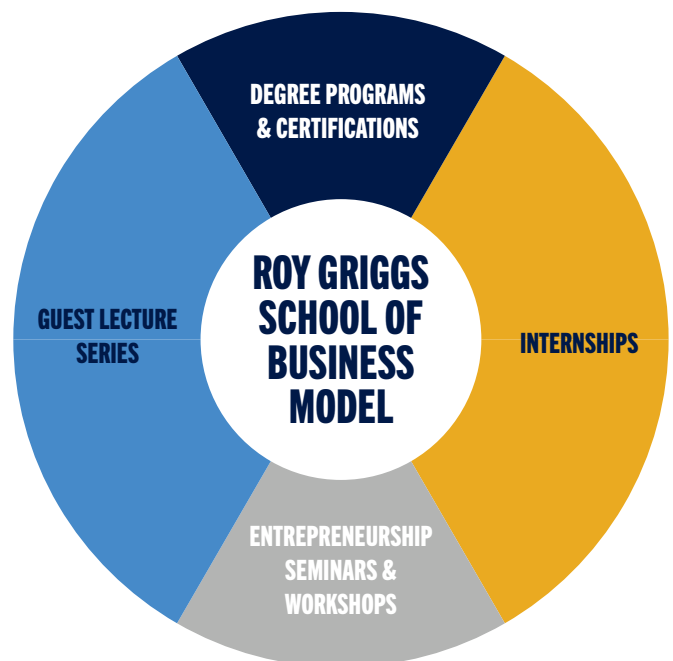 DEGREE PROGRAMS
& CERTIFICATIONS
ROY GRIGGS
SCHOOL OF
BUSINESS
MODEL
GUEST LECTURE
SERIES
INTERNSHIPS
ENTREPRENEURSHIP
SEMINARS &
WORKSHOPS